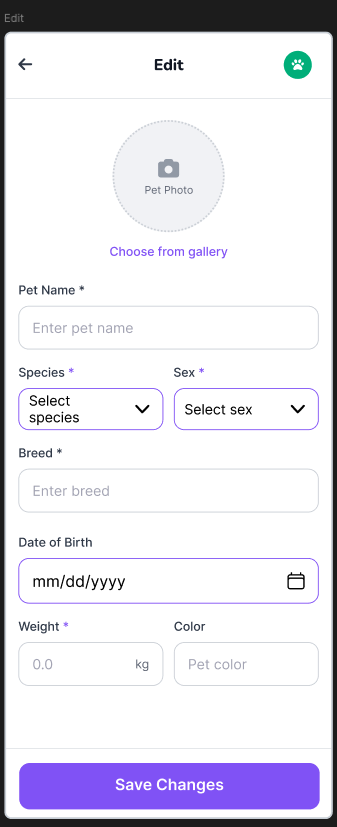 Edit
Edit
Pet Photo
Choose from gallery
Pet Name *
Enter pet name
Species * Sex *
Select species Select sex
Breed *
Enter breed
Date of Birth
mm/dd/yyyy
Weight * Color
0.0 kg Pet color
Save Changes